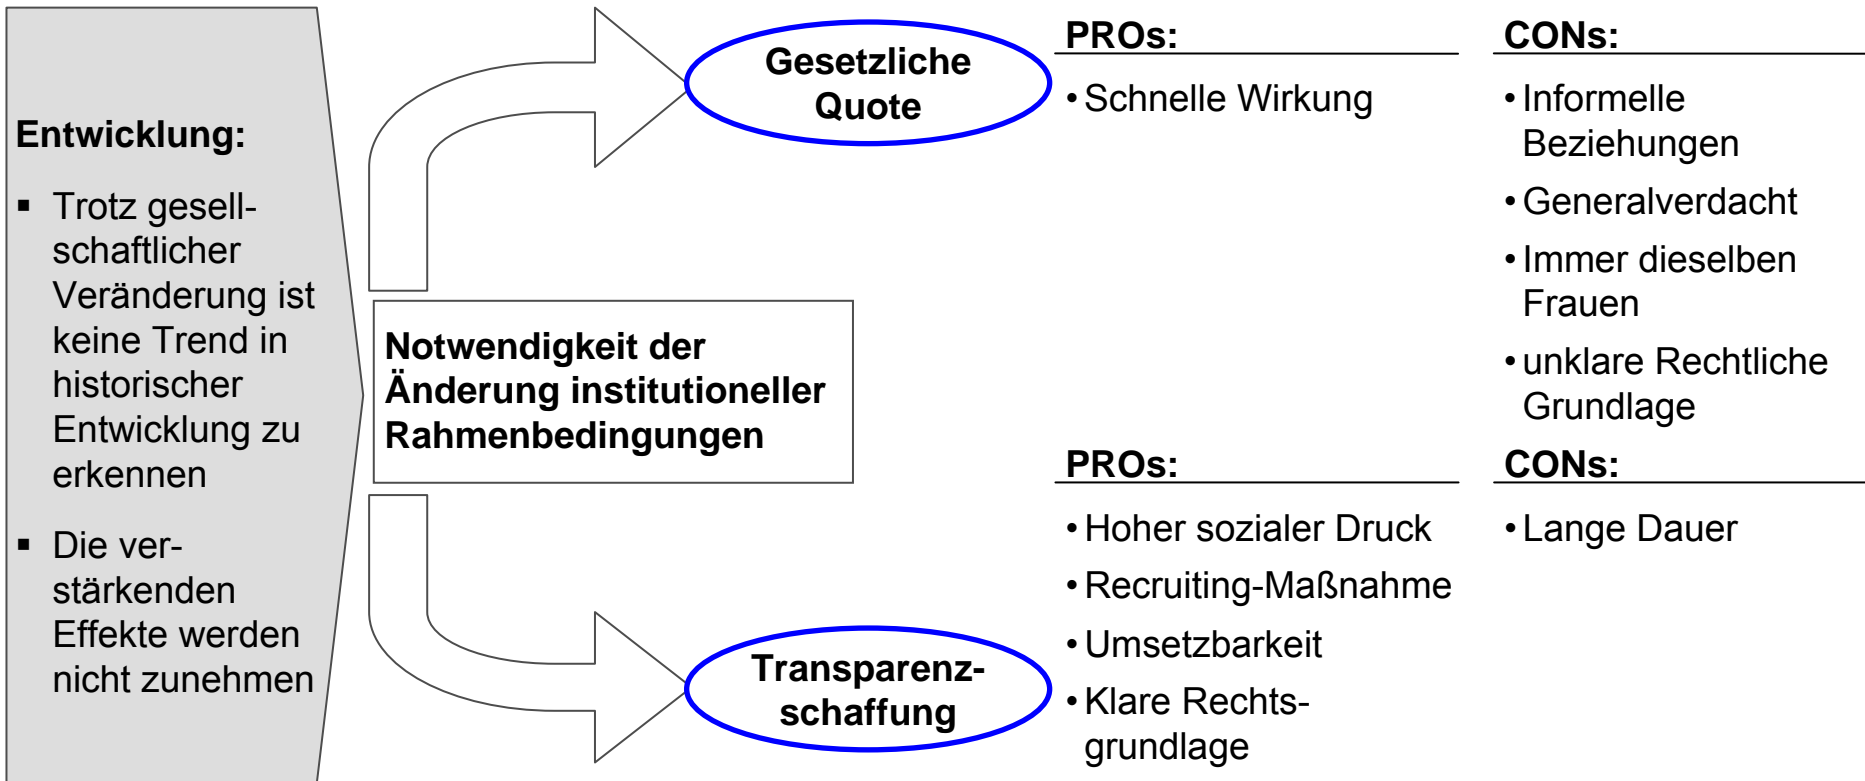 Entwicklung:
▪ Trotz gesell-
schaftlicher
Veränderung ist
keine Trend in
historischer
Entwicklung zu
erkennen
▪ Die ver-
stärkenden
Effekte werden
nicht zunehmen
Notwendigkeit der
Änderung institutioneller
Rahmenbedingungen
Gesetzliche
Quote
PROs:
• Schnelle Wirkung
CONs:
• Informelle
Beziehungen
• Generalverdacht
• Immer dieselben
Frauen
• unklare Rechtliche
Grundlage
Transparenz-
schaffung
PROs:
• Hoher sozialer Druck
• Recruiting-Maßnahme
• Umsetzbarkeit
• Klare Rechts-
grundlage
CONs:
• Lange Dauer